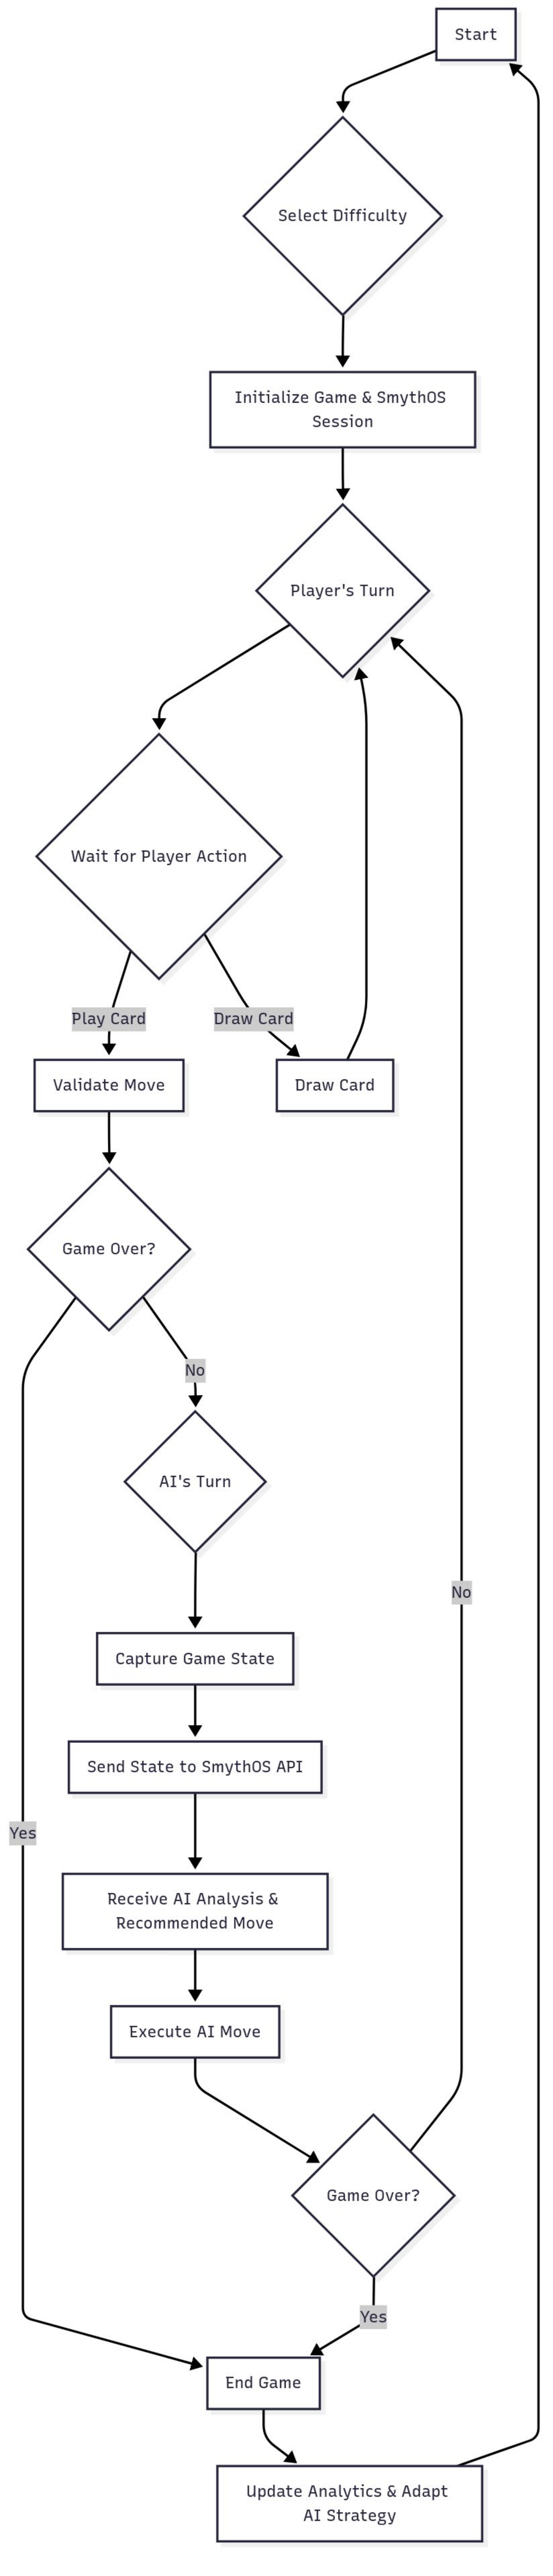 Start
Select Difficulty
Initialize Game & SmythOS
Session
Player's Turn
Wait for Player Action
Play Card
Draw Card
Validate Move
Draw Card
Game Over?
No
AI's Turn
No
Capture Game State
Send State to SmythOS API
Yes
Receive AI Analysis &
Recommended Move
Execute AI Move
Game Over?
Yes
End Game
Update Analytics & Adapt
AI Strategy